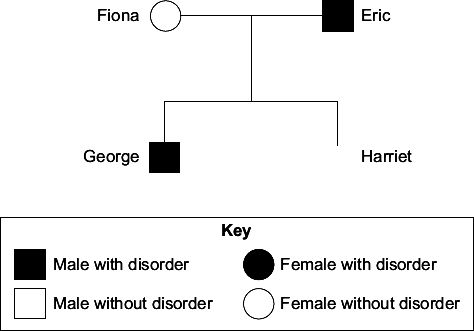 Fiona Eric
George Harriet
Key
Male with disorder Female with disorder
Male without disorder Female without disorder